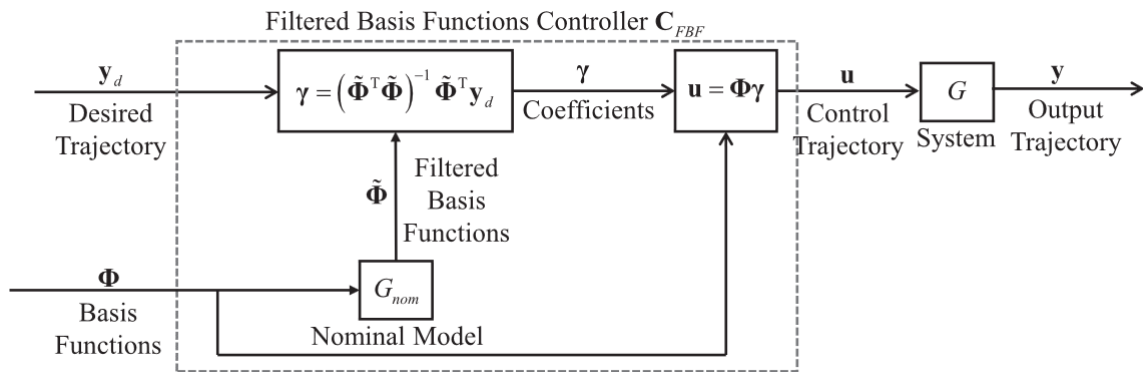 Filtered Basis Functions Controller C_FBF
y_d
Desired
Trajectory
γ = (Φ̃ᵀΦ̃)⁻¹ Φ̃ᵀy_d
γ
Coefficients
u = Φγ
u
Control
Trajectory
G
System
y
Output
Trajectory
Φ̃
Filtered
Basis
Functions
Φ
Basis
Functions
G_nom
Nominal Model